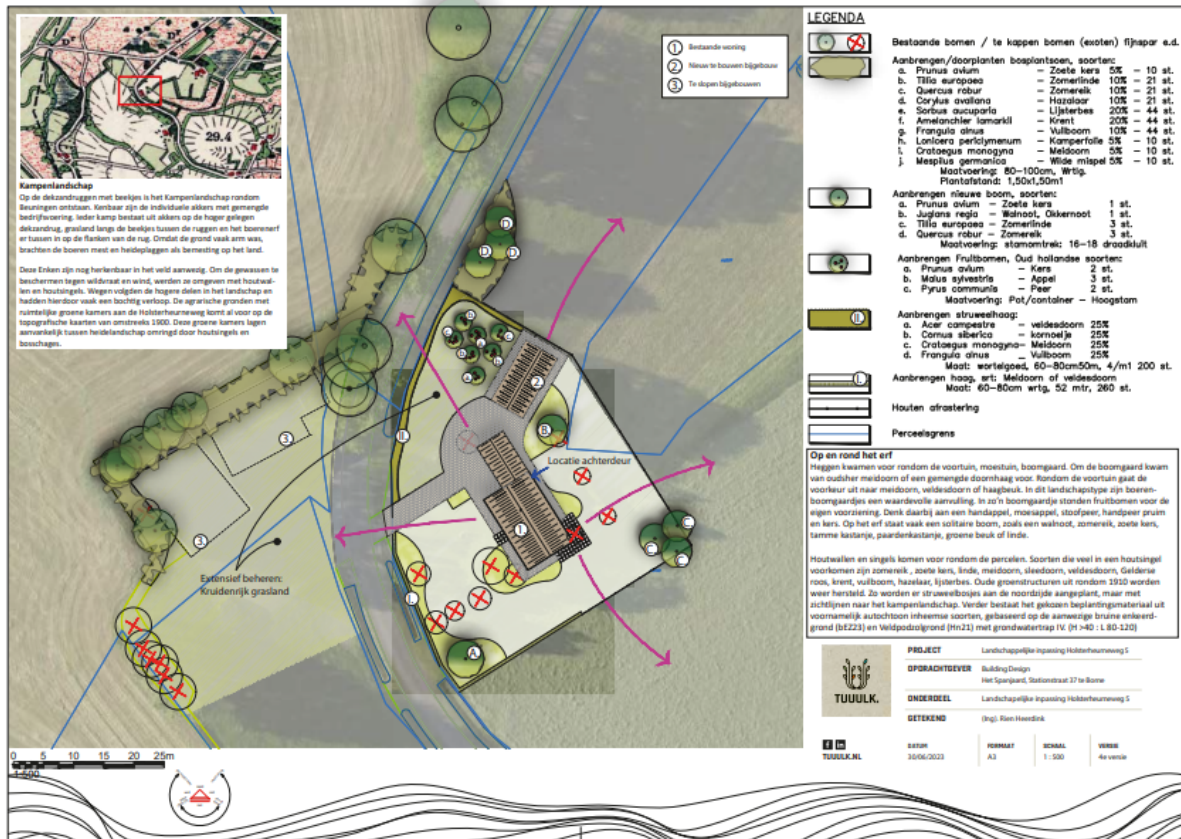 29.4
Kampenlandschap
Op de dekzandruggen met beekjes is het Kampenlandschap rondom
Beuningen ontstaan. Kenbaar zijn de individuele akkers met gemengde
bedrijfsvoering. Ieder kamp bestaat uit akkers op de hoger gelegen
dekzandrug, grasland langs de beekjes tussen de ruggen en het boerenerf
er tussen in op de flanken van de rug. Omdat de grond vaak arm was,
brachten de boeren mest en heideplaggen als bemesting op het land.
Deze Enken zijn nog herkenbaar in het veld aanwezig. Om de gewassen te
beschermen tegen wildvraat en wind, werden ze omgeven met houtwal-
len en houtsingels. Wegen volgden de hogere delen in het landschap en
hadden hierdoor vaak een bochtig verloop. De agrarische gronden met
ruimtelijke groene kamers aan de Holsterheurneweg komt al voor op de
topografische kaarten van omstreeks 1900. Deze groene kamers lagen
aanvankelijk tussen heidelandschap omringd door houtsingels en
bosschages.
1 Bestaande woning
2 Nieuw te bouwen bijgebouw
3. Te slopen bijgebouwen
D.
D.
D.
b.
c.
b.
c.
a.
b.
a.
2.
3.
B.
II.
Locatie achterdeur
1.
3.
C.
C.
C.
Extensief beheren:
Kruidenrijk grasland
I.
A.
0 5 10 15 20 25m
1:500
LEGENDA
Bestaande bomen / te kappen bomen (exoten) fijnspar e.d.
Aanbrengen/doorplanten bosplantsoen, soorten:
a. Prunus avium – Zoete kers 5% – 10 st.
b. Tillia europaea – Zomerlinde 10% – 21 st.
c. Quercus robur – Zomereik 10% – 21 st.
d. Corylus avallana – Hazalaar 10% – 21 st.
e. Sorbus aucuparia – Lijsterbes 20% – 44 st.
f. Amelanchier lamarkii – Krent 20% – 44 st.
g. Frangula alnus – Vuilboom 10% – 44 st.
h. Lonicera periclymenum – Kamperfolie 5% – 10 st.
i. Crataegus monogyna – Meidoorn 5% – 10 st.
j. Mespilus germanica – Wilde mispel 5% – 10 st.
Maatvoering: 80–100cm, Wrtlg.
Plantafstand: 1,50x1,50m1
Aanbrengen nieuwe boom, soorten:
a. Prunus avium – Zoete kers 1 st.
b. Juglans regia – Walnoot, Okkernoot 1 st.
c. Tillia europaea – Zomerlinde 3 st.
d. Quercus robur – Zomereik 3 st.
Maatvoering: stamomtrek: 16–18 draadkluit
Aanbrengen Fruitbomen, Oud hollandse soorten:
a. Prunus avium – Kers 2 st.
b. Malus sylvestris – Appel 3 st.
c. Pyrus communis – Peer 2 st.
Maatvoering: Pot/container – Hoogstam
II.
Aanbrengen struweelhaag:
a. Acer campestre – veldesdoorn 25%
b. Cornus siberica – kornoelje 25%
c. Crataegus monogyna– Meidoorn 25%
d. Frangula alnus _ Vuilboom 25%
Maat: wortelgoed, 60–80cm50m, 4/m1 200 st.
I.
Aanbrengen haag, srt: Meidoorn of veldesdoorn
Maat: 60–80cm wrtg, 52 mtr, 260 st.
Houten afrastering
Perceelsgrens
Op en rond het erf
Heggen kwamen voor rondom de voortuin, moestuin, boomgaard. Om de boomgaard kwam
van oudsher meidoorn of een gemengde doornhaag voor. Rondom de voortuin gaat de
voorkeur uit naar meidoorn, veldesdoorn of haagbeuk. In dit landschapstype zijn boeren-
boomgaardjes een waardevolle aanvulling. In zo'n boomgaardje stonden fruitbomen voor de
eigen voorziening. Denk daarbij aan een handappel, moesappel, stoofpeer, handpeer pruim
en kers. Op het erf staat vaak een solitaire boom, zoals een walnoot, zomereik, zoete kers,
tamme kastanje, paardenkastanje, groene beuk of linde.
Houtwallen en singels komen voor rondom de percelen. Soorten die veel in een houtsingel
voorkomen zijn zomereik , zoete kers, linde, meidoorn, sleedoorn, veldesdoorn, Gelderse
roos, krent, vuilboom, hazelaar, lijsterbes. Oude groenstructuren uit rondom 1910 worden
weer hersteld. Zo worden er struweelbosjes aan de noordzijde aangeplant, maar met
zichtlijnen naar het kampenlandschap. Verder bestaat het gekozen beplantingsmateriaal uit
voornamelijk autochtoon inheemse soorten, gebaseerd op de aanwezige bruine enkeerd-
grond (bEZ23) en Veldpodzolgrond (Hn21) met grondwatertrap IV. (H >40 : L 80-120)
TUUULK.
PROJECT Landschappelijke inpassing Holsterheurneweg 5
OPDRACHTGEVER Building Design
Het Spanjaard, Stationstraat 37 te Borne
ONDERDEEL Landschapelijke inpassing Holsterheurneweg 5
GETEKEND (Ing). Rien Heerdink
TUUULK.NL
DATUM FORMAAT SCHAAL VERSIE
30/06/2023 A3 1 : 500 4e versie